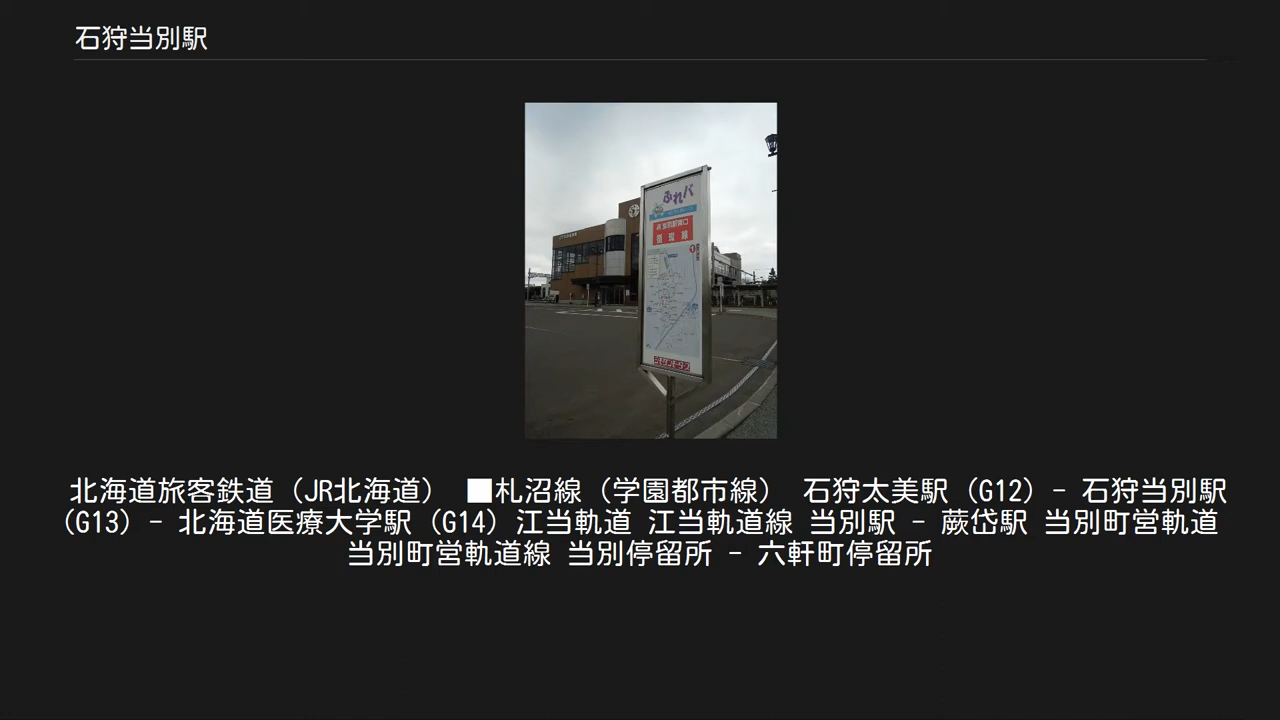 石狩当別駅
ふれバ
北海道旅客鉄道（JR北海道） ■札沼線（学園都市線） 石狩太美駅（G12）- 石狩当別駅
（G13）- 北海道医療大学駅（G14）江当軌道 江当軌道線 当別駅 - 蕨岱駅 当別町営軌道
当別町営軌道線 当別停留所 - 六軒町停留所